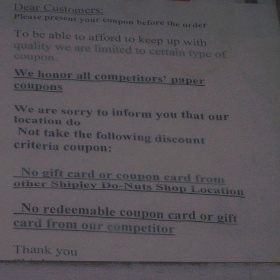 Dear Customers:
Please present your coupon before the order
To be able to afford to keep up with
quality we are limited to certain type of
coupon.
We honor all competitors' paper
coupons
We are sorry to inform you that our
location do
Not take the following discount
criteria coupon:
No gift card or coupon card from
other Shipley Do-Nuts Shop Location
No redeemable coupon card or gift
card from our competitor
Thank you